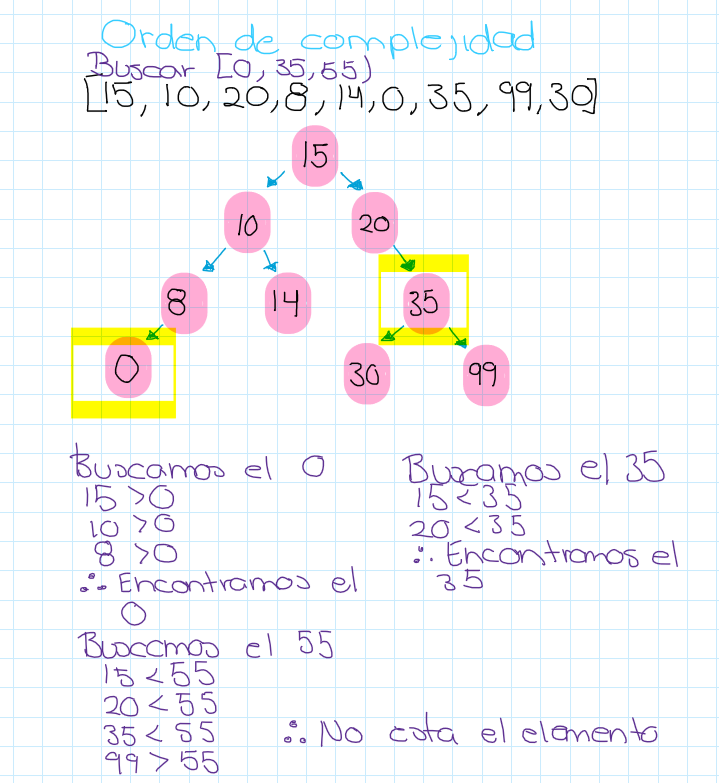 Orden de complejidad
Buscar [0, 35, 55)
[15, 10, 20, 8, 14, 0, 35, 99, 30]
15
10 20
8 14 35
0 30 99
Buscamos el 0
15 > 0
10 > 0
8 > 0
∴ Encontramos el
0
Buscamos el 35
15 < 35
20 < 35
∴ Encontramos el
35
Buscamos el 55
15 < 55
20 < 55
35 < 55
99 > 55
∴ No esta el elemento